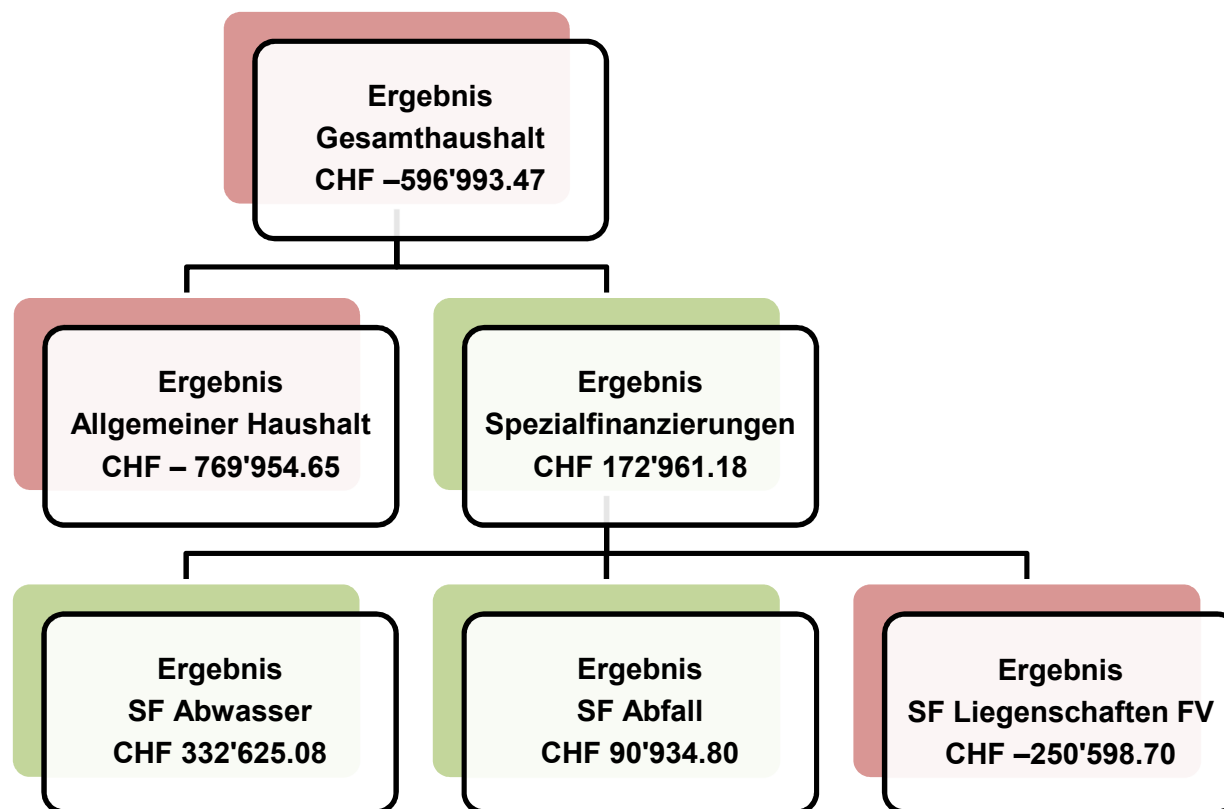 Ergebnis
Gesamthaushalt
CHF –596'993.47
Ergebnis
Allgemeiner Haushalt
CHF – 769'954.65
Ergebnis
Spezialfinanzierungen
CHF 172'961.18
Ergebnis
SF Abwasser
CHF 332'625.08
Ergebnis
SF Abfall
CHF 90'934.80
Ergebnis
SF Liegenschaften FV
CHF –250'598.70